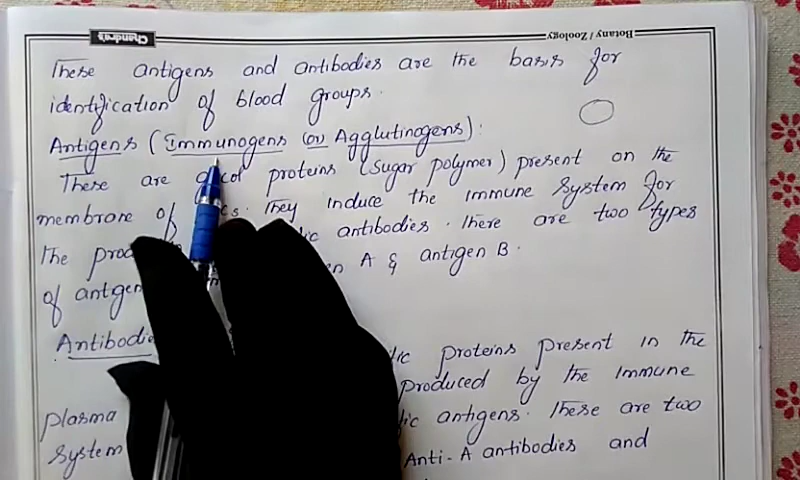 Botany / Zoology
Chandra's
These antigens and antibodies are the basis for
identification of blood groups.
Antigens (Immunogens (or) Agglutinogens):
These are proteins (sugar polymer) present on the
membrane of They induce the immune system for
the antibodies. There are two types
of A & antigen B.
proteins present in the
plasma produced by the immune
system antigens. These are two
Anti-A antibodies and